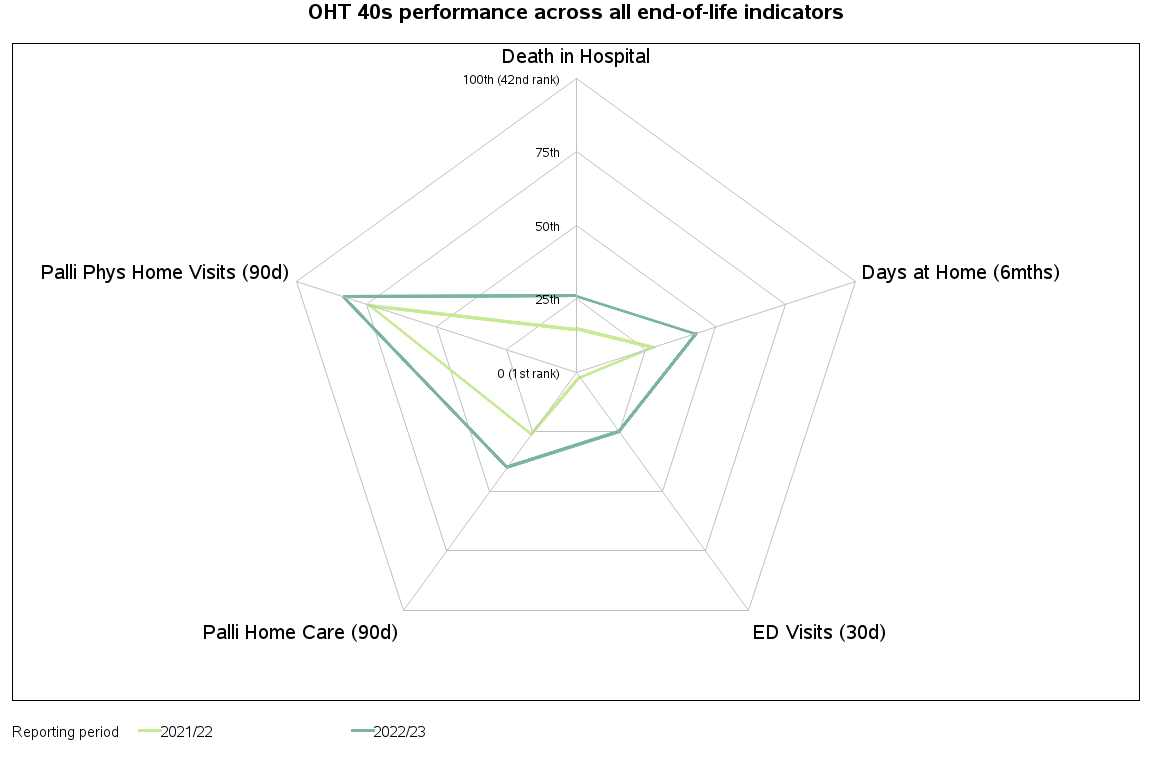 OHT 40s performance across all end-of-life indicators
Death in Hospital
100th (42nd rank)
75th
50th
25th
0 (1st rank)
Palli Phys Home Visits (90d)
Days at Home (6mths)
Palli Home Care (90d)
ED Visits (30d)
Reporting period 2021/22 2022/23